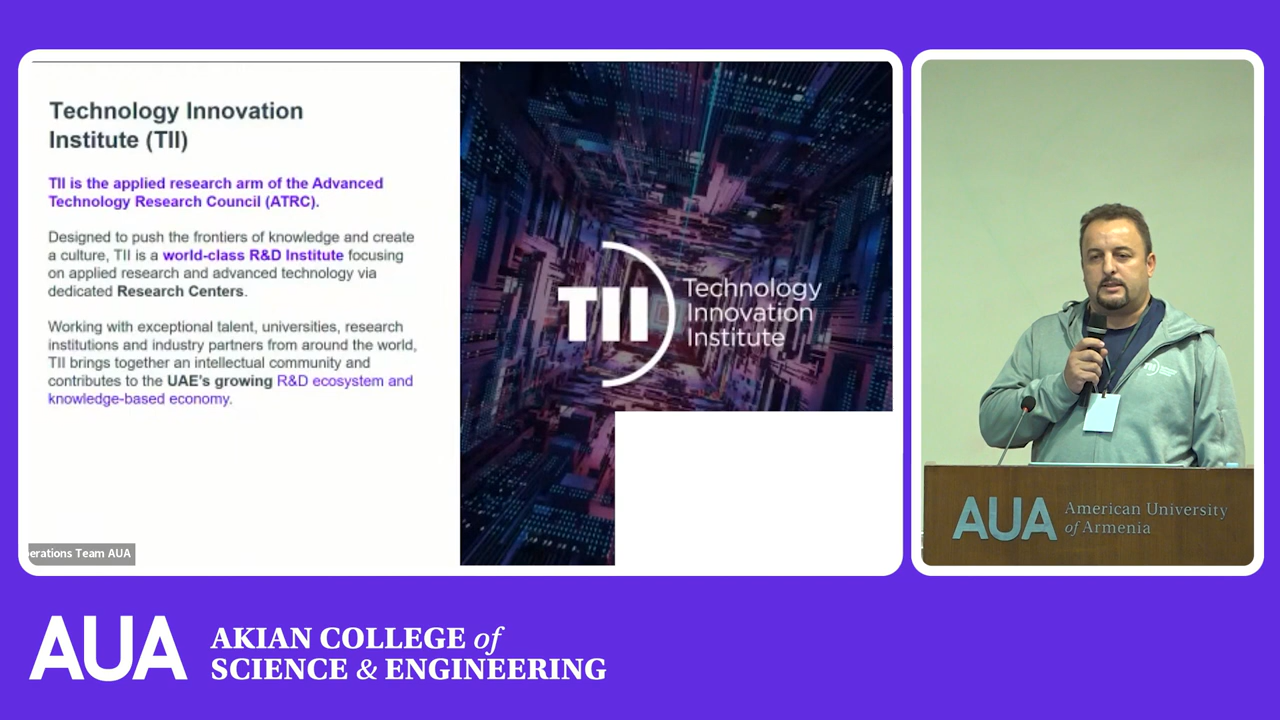 Technology Innovation
Institute (TII)
TII is the applied research arm of the Advanced
Technology Research Council (ATRC).
Designed to push the frontiers of knowledge and create
a culture, TII is a world-class R&D Institute focusing
on applied research and advanced technology via
dedicated Research Centers.
Working with exceptional talent, universities, research
institutions and industry partners from around the world,
TII brings together an intellectual community and
contributes to the UAE's growing R&D ecosystem and
knowledge-based economy.
TII
Technology
Innovation
Institute
Team AUA
AUA
American University
of Armenia
AUA
AKIAN COLLEGE of
SCIENCE & ENGINEERING